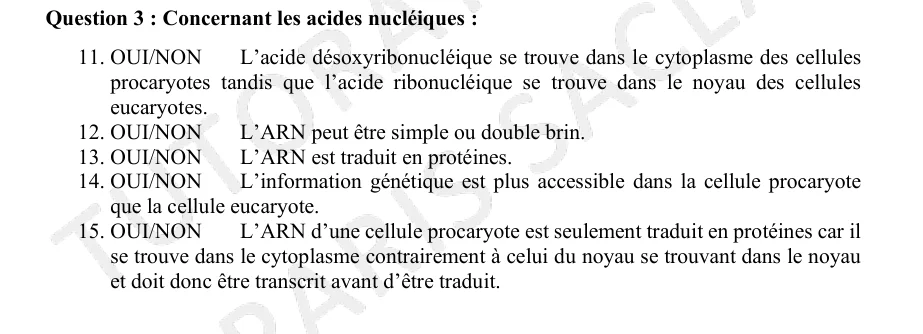 Question 3 : Concernant les acides nucléiques :
11. OUI/NON L’acide désoxyribonucléique se trouve dans le cytoplasme des cellules
procaryotes tandis que l’acide ribonucléique se trouve dans le noyau des cellules
eucaryotes.
12. OUI/NON L’ARN peut être simple ou double brin.
13. OUI/NON L’ARN est traduit en protéines.
14. OUI/NON L’information génétique est plus accessible dans la cellule procaryote
que la cellule eucaryote.
15. OUI/NON L’ARN d’une cellule procaryote est seulement traduit en protéines car il
se trouve dans le cytoplasme contrairement à celui du noyau se trouvant dans le noyau
et doit donc être transcrit avant d’être traduit.